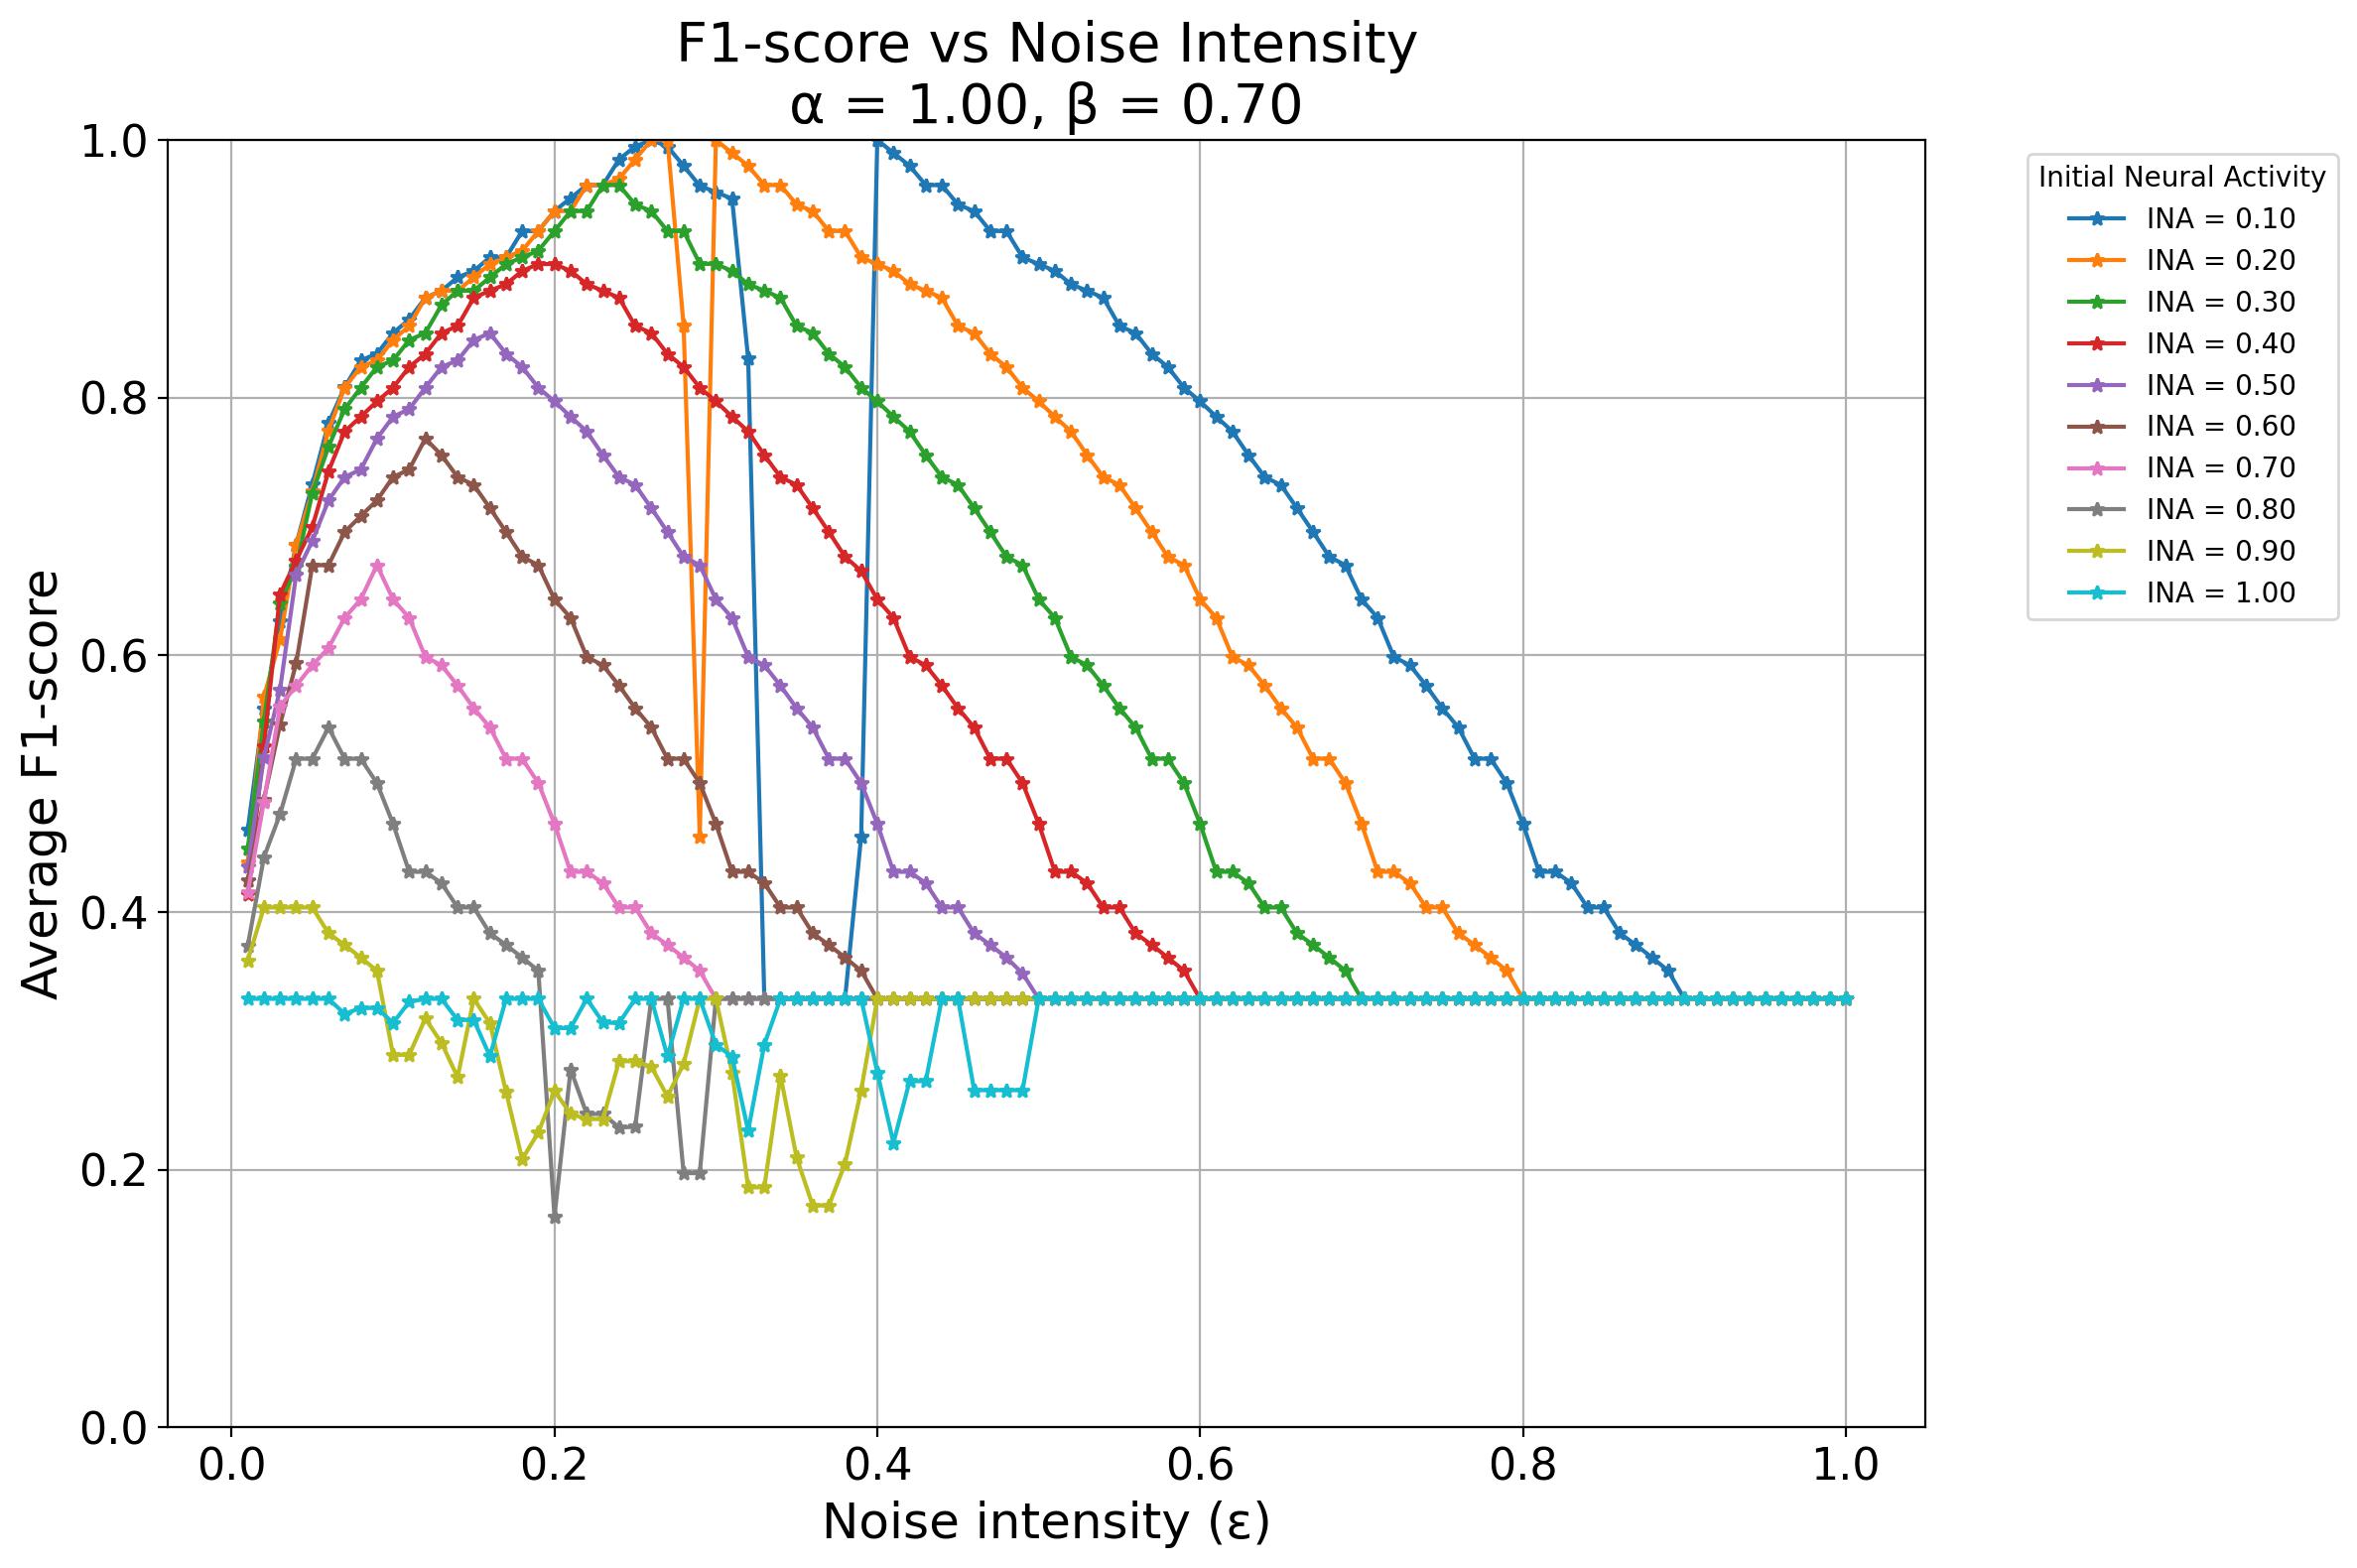 F1-score vs Noise Intensity
α = 1.00, β = 0.70
1.0
0.8
0.6
0.4
0.2
0.0
Average F1-score
0.0 0.2 0.4 0.6 0.8 1.0
Noise intensity (ε)
Initial Neural Activity
INA = 0.10
INA = 0.20
INA = 0.30
INA = 0.40
INA = 0.50
INA = 0.60
INA = 0.70
INA = 0.80
INA = 0.90
INA = 1.00